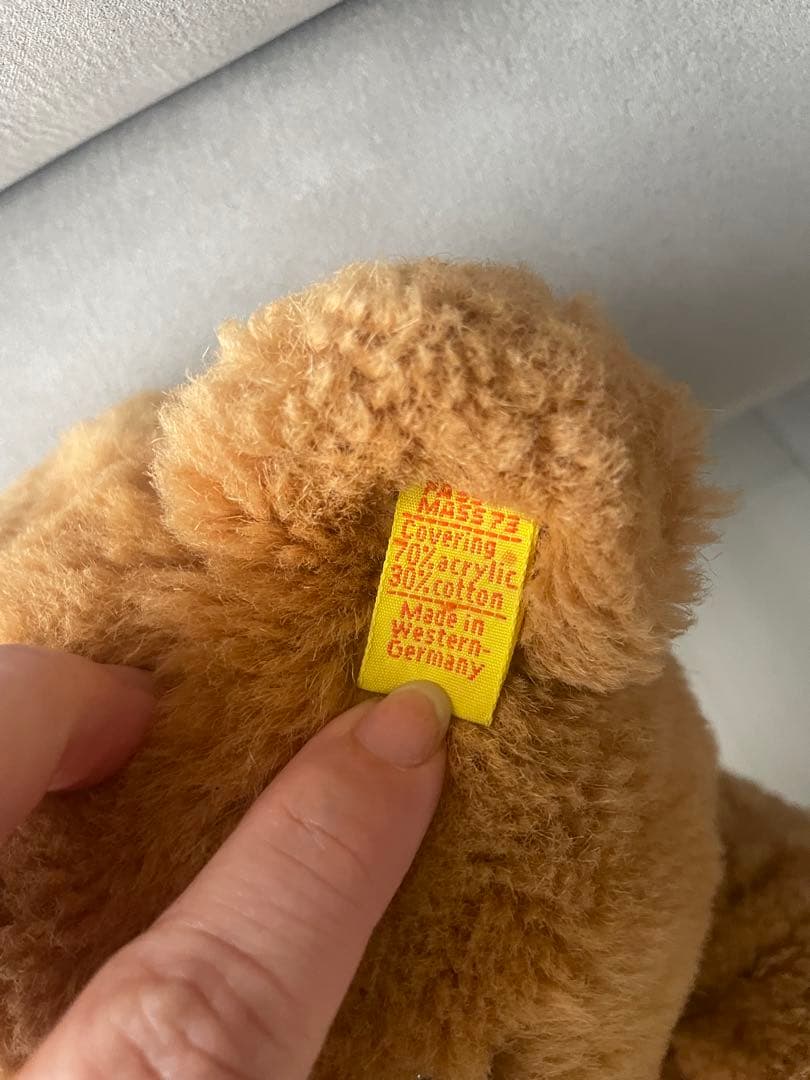 MASS 73
Covering
70% acrylic
30% cotton
Made in
Western-
Germany